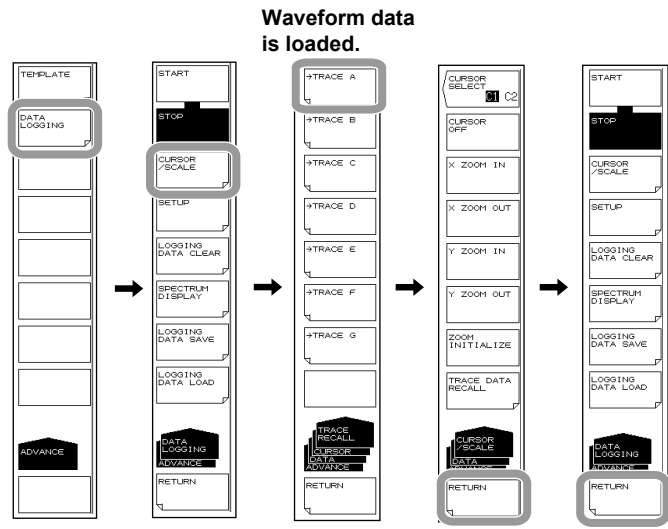 Waveform data
is loaded.
TEMPLATE
DATA
LOGGING
ADVANCE
START
STOP
CURSOR
/SCALE
SETUP
LOGGING
DATA CLEAR
SPECTRUM
DISPLAY
LOGGING
DATA SAVE
LOGGING
DATA LOAD
DATA
LOGGING
ADVANCE
RETURN
→TRACE A
→TRACE B
→TRACE C
→TRACE D
→TRACE E
→TRACE F
→TRACE G
TRACE
RECALL
CURSOR
DATA
ADVANCE
RETURN
CURSOR
SELECT
C1 C2
CURSOR
OFF
X ZOOM IN
X ZOOM OUT
Y ZOOM IN
Y ZOOM OUT
ZOOM
INITIALIZE
TRACE DATA
RECALL
CURSOR
/SCALE
DATA
ADVANCE
RETURN
START
STOP
CURSOR
/SCALE
SETUP
LOGGING
DATA CLEAR
SPECTRUM
DISPLAY
LOGGING
DATA SAVE
LOGGING
DATA LOAD
DATA
LOGGING
ADVANCE
RETURN